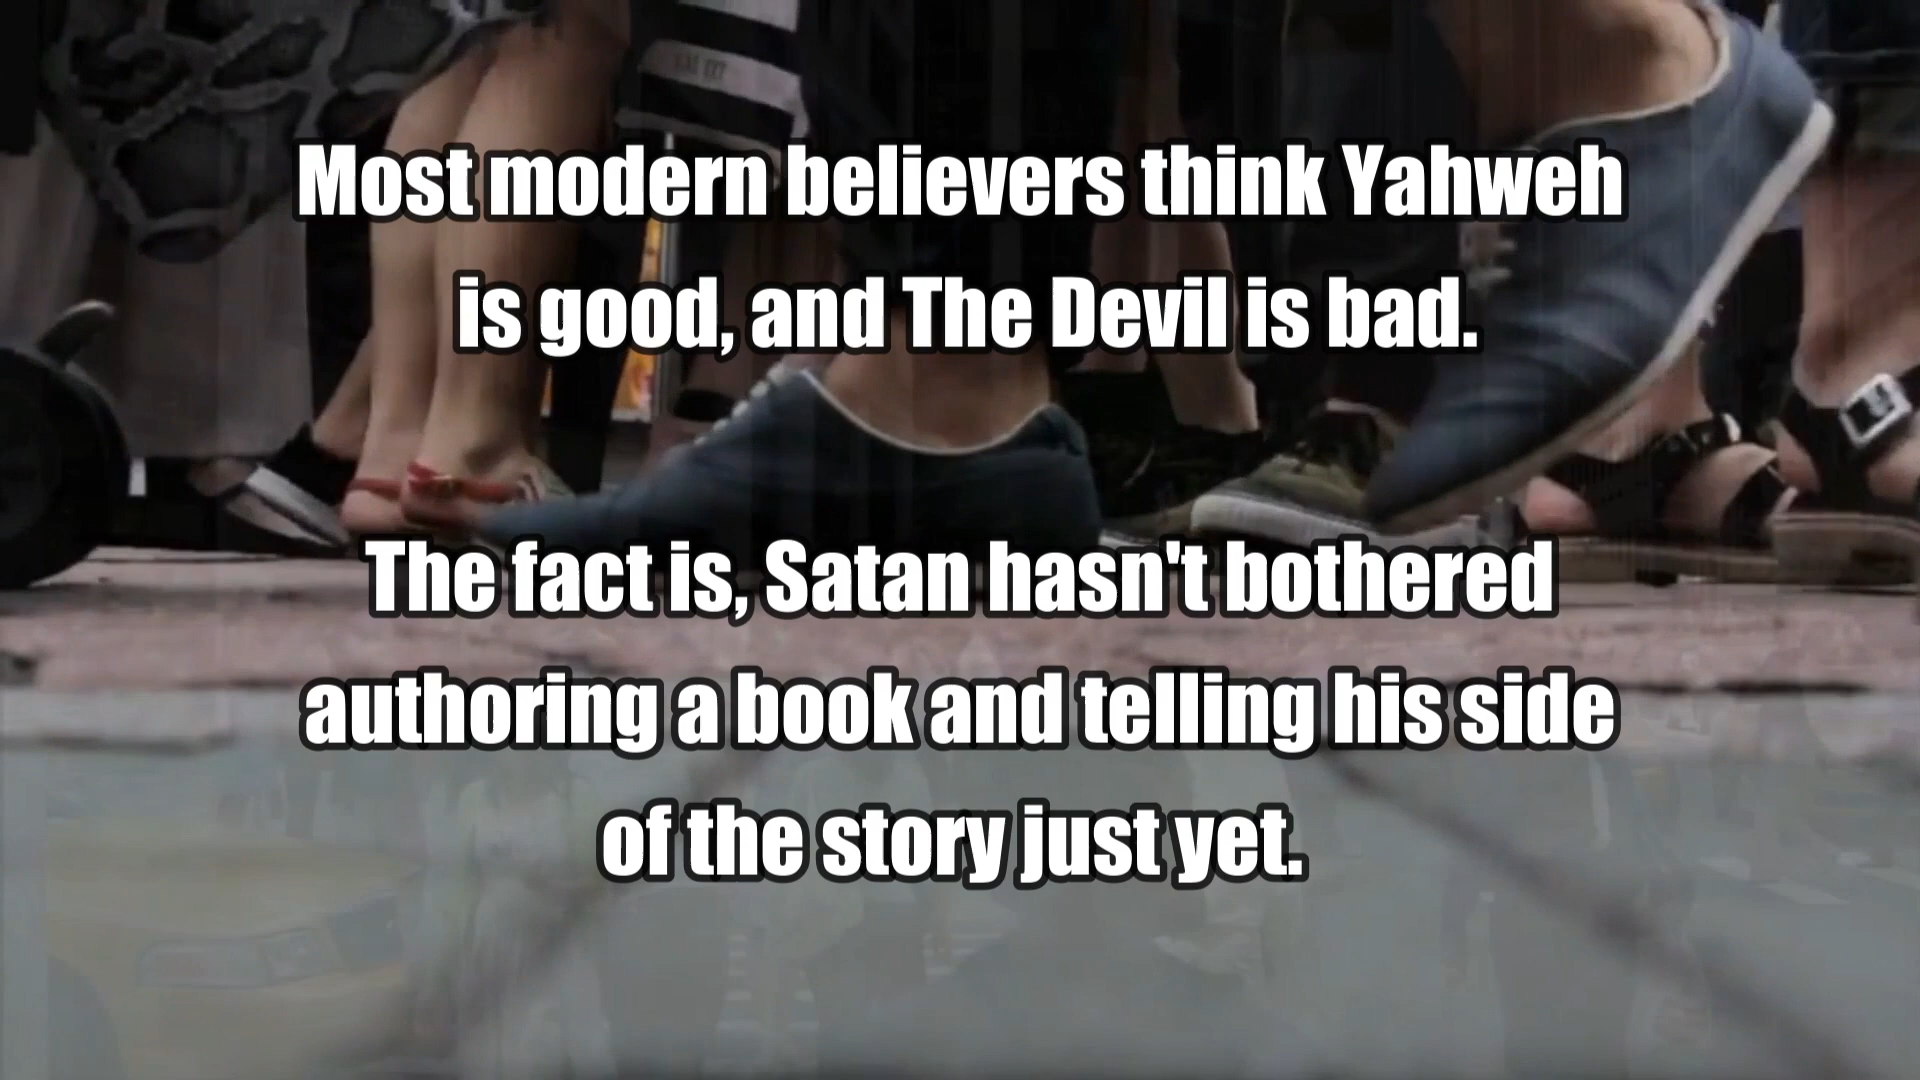 Most modern believers think Yahweh
is good, and The Devil is bad.
The fact is, Satan hasn't bothered
authoring a book and telling his side
of the story just yet.